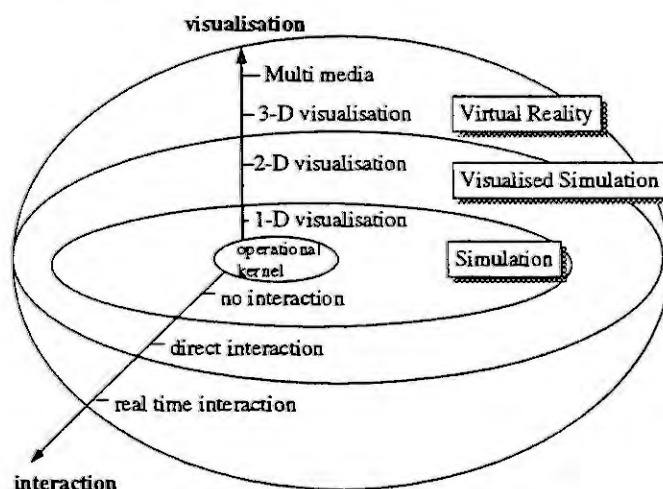 visualisation
Multi media
3-D visualisation
Virtual Reality
2-D visualisation
Visualised Simulation
1-D visualisation
operational
kernel
Simulation
no interaction
direct interaction
real time interaction
interaction